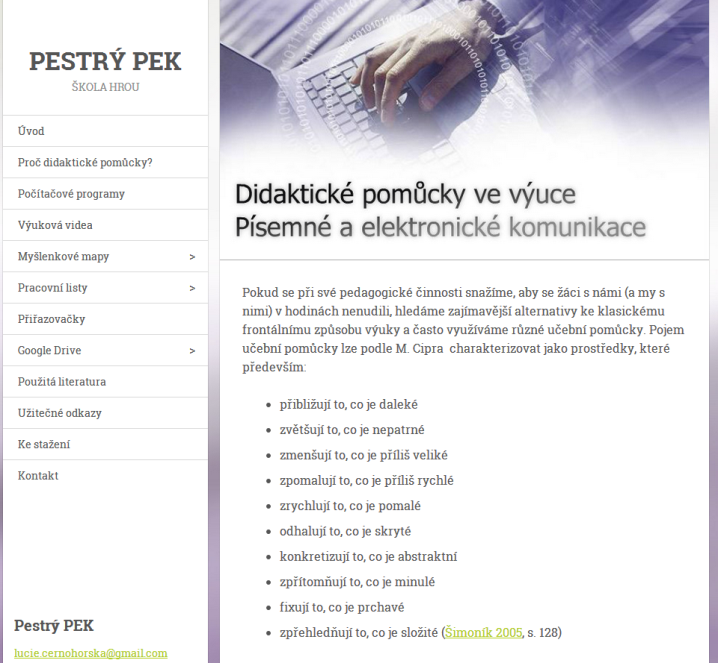 PESTRÝ PEK
ŠKOLA HROU
Úvod
Proč didaktické pomůcky?
Počítačové programy
Výuková videa
Myšlenkové mapy >
Pracovní listy >
Přiřazovačky
Google Drive >
Použitá literatura
Užitečné odkazy
Ke stažení
Kontakt
Pestrý PEK
lucie.cernohorska@gmail.com
Didaktické pomůcky ve výuce
Písemné a elektronické komunikace
Pokud se při své pedagogické činnosti snažíme, aby se žáci s námi (a my s
nimi) v hodinách nenudili, hledáme zajímavější alternativy ke klasickému
frontálnímu způsobu výuky a často využíváme různé učební pomůcky. Pojem
učební pomůcky lze podle M. Cipra charakterizovat jako prostředky, které
především:
• přibližují to, co je daleké
• zvětšují to, co je nepatrné
• zmenšují to, co je příliš veliké
• zpomalují to, co je příliš rychlé
• zrychlují to, co je pomalé
• odhalují to, co je skryté
• konkretizují to, co je abstraktní
• zpřítomňují to, co je minulé
• fixují to, co je prchavé
• zpřehledňují to, co je složité (Šimoník 2005, s. 128)